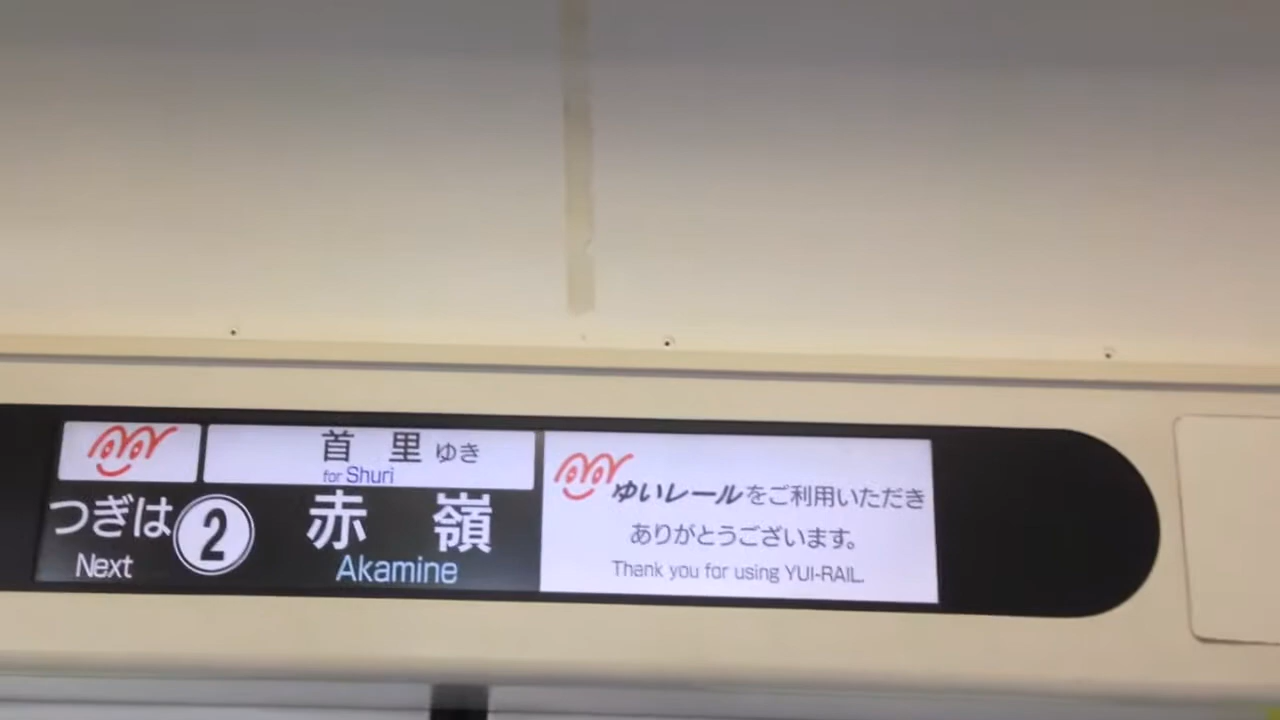 首里ゆき
for Shuri
つぎは 2 赤嶺
Next Akamine
ゆいレールをご利用いただき
ありがとうございます。
Thank you for using YUI-RAIL.